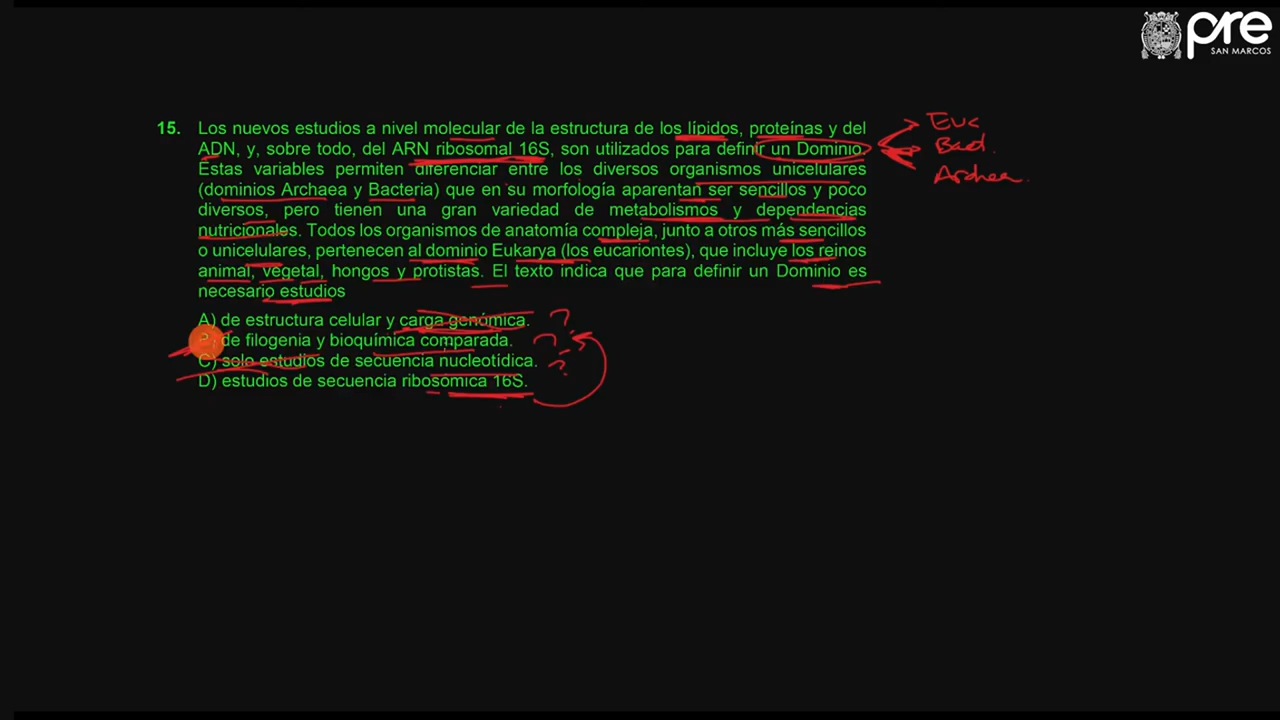 pre
SAN MARCOS
15. Los nuevos estudios a nivel molecular de la estructura de los lípidos, proteínas y del
ADN, y, sobre todo, del ARN ribosomal 16S, son utilizados para definir un Dominio.
Estas variables permiten diferenciar entre los diversos organismos unicelulares
(dominios Archaea y Bacteria) que en su morfología aparentan ser sencillos y poco
diversos, pero tienen una gran variedad de metabolismos y dependencias
nutricionales. Todos los organismos de anatomía compleja, junto a otros más sencillos
o unicelulares, pertenecen al dominio Eukarya (los eucariontes), que incluye los reinos
animal, vegetal, hongos y protistas. El texto indica que para definir un Dominio es
necesario estudios
A) de estructura celular y carga genómica. ?
de filogenia y bioquímica comparada. ?
C) solo estudios de secuencia nucleotídica. ?
D) estudios de secuencia ribosómica 16S.
Euc
Bact.
Archea